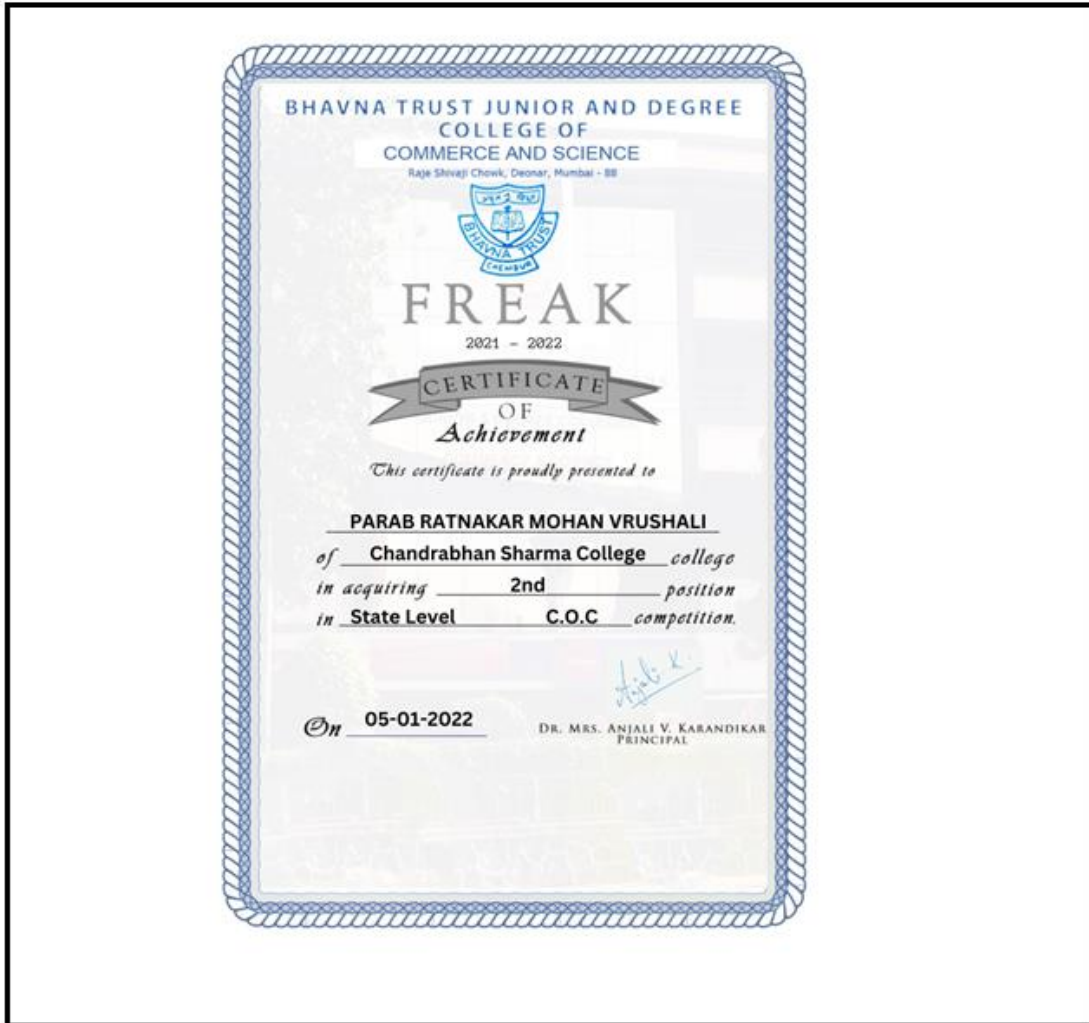 BHAVNA TRUST JUNIOR AND DEGREE
COLLEGE OF
COMMERCE AND SCIENCE
Raje Shivaji Chowk, Deonar, Mumbai - 88
BHAVNA TRUST
CHEMBUR
FREAK
2021 - 2022
CERTIFICATE
OF
Achievement
This certificate is proudly presented to
PARAB RATNAKAR MOHAN VRUSHALI
of Chandrabhan Sharma College college
in acquiring 2nd position
in State Level C.O.C competition.
Anjali K.
On 05-01-2022
DR. MRS. ANJALI V. KARANDIKAR
PRINCIPAL